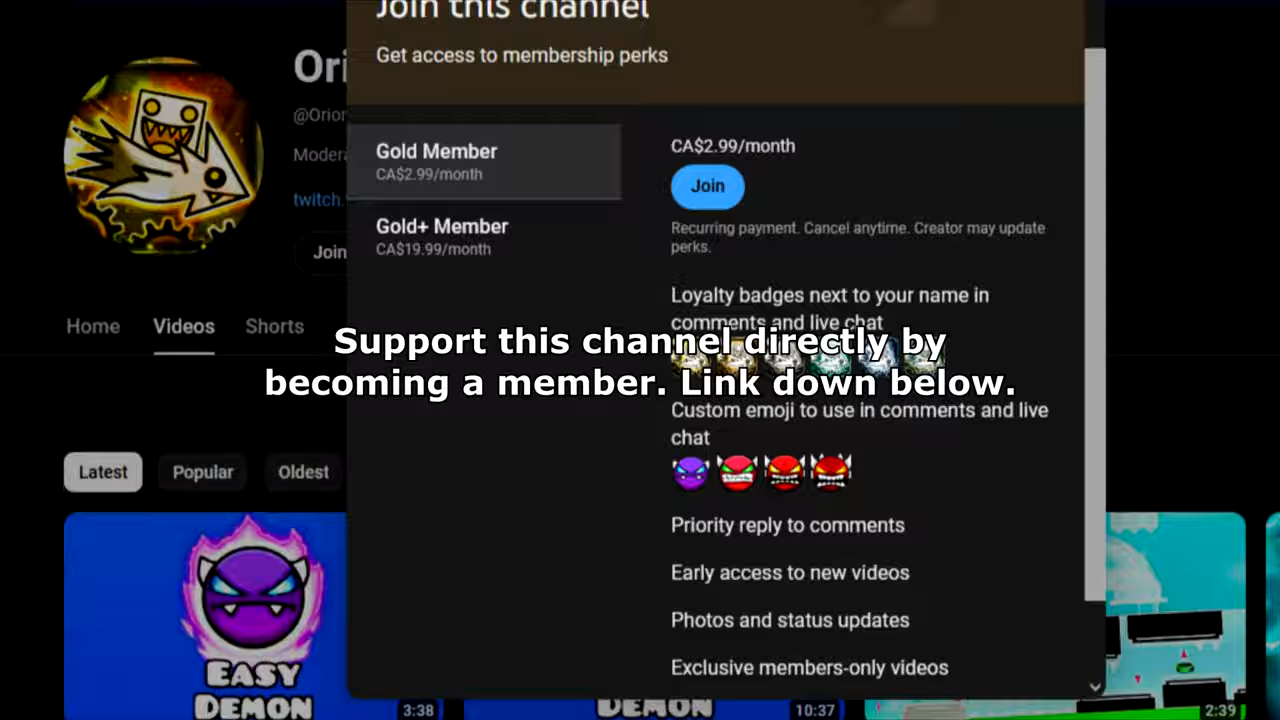 Join this channel
Get access to membership perks
Ori
@Orion
Modera
twitch.
Join
Gold Member
CA$2.99/month
Gold+ Member
CA$19.99/month
CA$2.99/month
Join
Recurring payment. Cancel anytime. Creator may update
perks.
Loyalty badges next to your name in
comments and live chat
Home Videos Shorts
Support this channel directly by
becoming a member. Link down below.
Custom emoji to use in comments and live
chat
Latest Popular Oldest
Priority reply to comments
Early access to new videos
Photos and status updates
Exclusive members-only videos
EASY
DEMON
3:38
DEMON
10:37
2:39